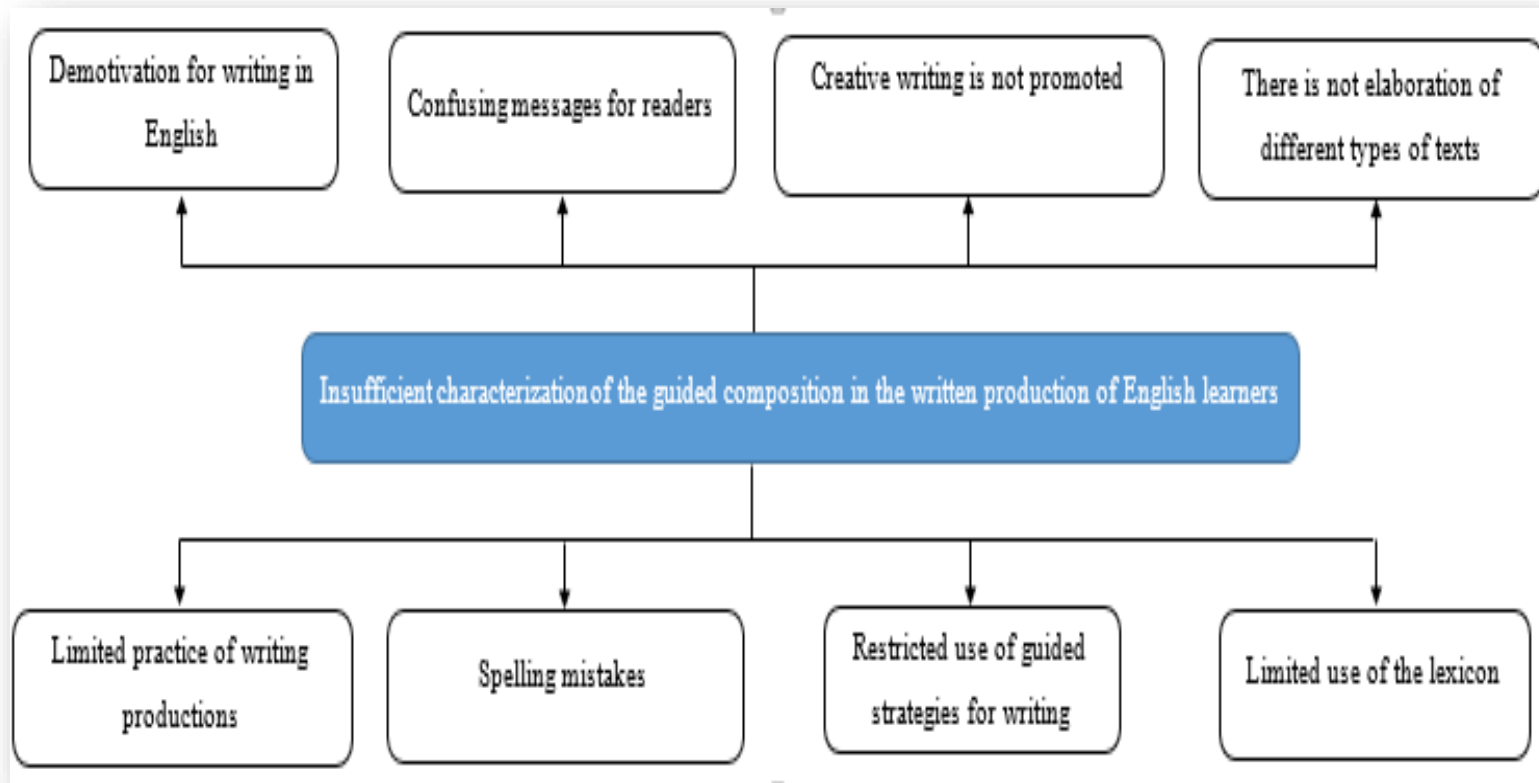 Demotivation for writing in
English
Confusing messages for readers
Creative writing is not promoted
There is not elaboration of
different types of texts
Insufficient characterization of the guided composition in the written production of English learners
Limited practice of writing
productions
Spelling mistakes
Restricted use of guided
strategies for writing
Limited use of the lexicon